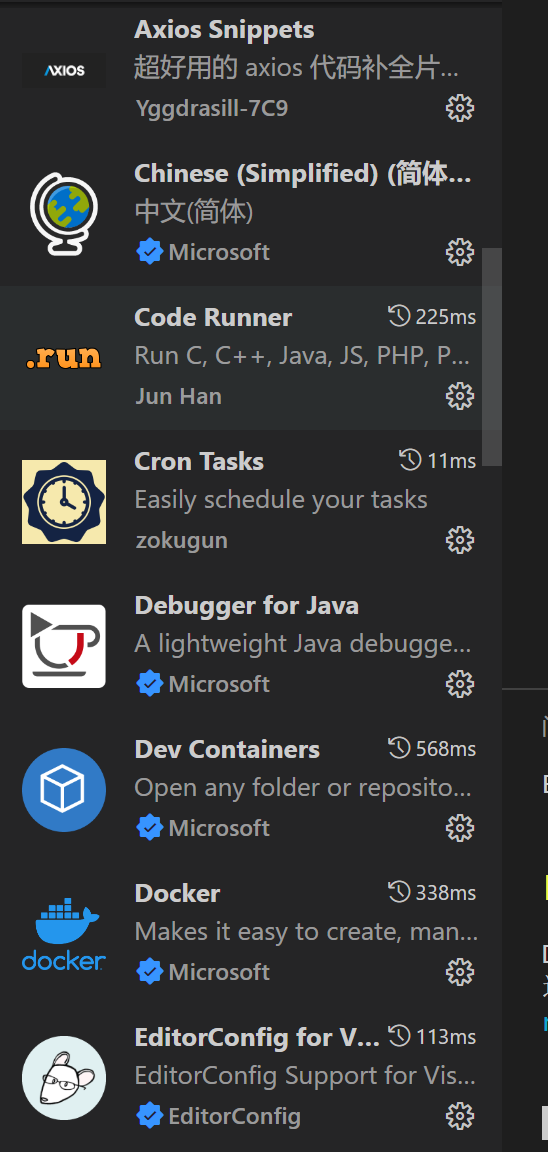 AXIOS
Axios Snippets
超好用的 axios 代码补全片...
Yggdrasill-7C9
Chinese (Simplified) (简体...
中文(简体)
Microsoft
.run
Code Runner 225ms
Run C, C++, Java, JS, PHP, P...
Jun Han
Cron Tasks 11ms
Easily schedule your tasks
zokugun
Debugger for Java
A lightweight Java debugge...
Microsoft
Dev Containers 568ms
Open any folder or reposito...
Microsoft
docker
Docker 338ms
Makes it easy to create, man...
Microsoft
EditorConfig for V... 113ms
EditorConfig Support for Vis...
EditorConfig